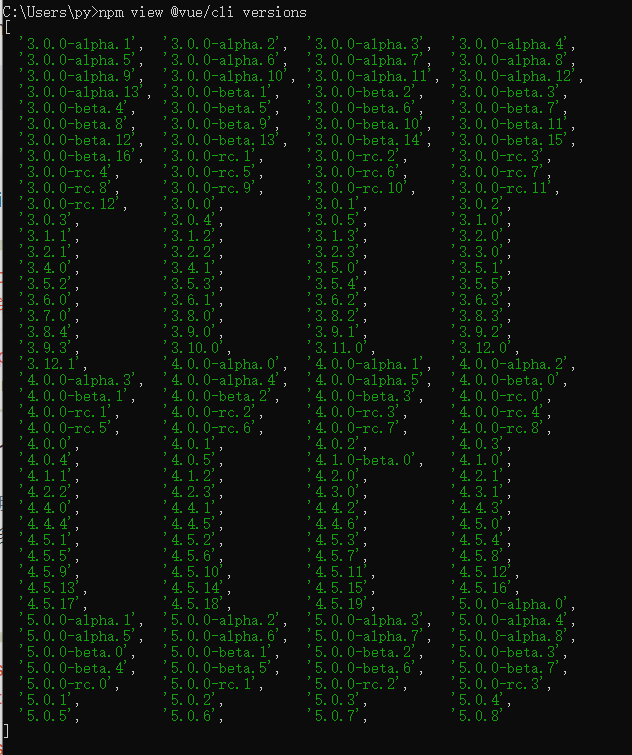 C:\Users\py>npm view @vue/cli versions
[
'3.0.0-alpha.1', '3.0.0-alpha.2', '3.0.0-alpha.3', '3.0.0-alpha.4',
'3.0.0-alpha.5', '3.0.0-alpha.6', '3.0.0-alpha.7', '3.0.0-alpha.8',
'3.0.0-alpha.9', '3.0.0-alpha.10', '3.0.0-alpha.11', '3.0.0-alpha.12',
'3.0.0-alpha.13', '3.0.0-beta.1', '3.0.0-beta.2', '3.0.0-beta.3',
'3.0.0-beta.4', '3.0.0-beta.5', '3.0.0-beta.6', '3.0.0-beta.7',
'3.0.0-beta.8', '3.0.0-beta.9', '3.0.0-beta.10', '3.0.0-beta.11',
'3.0.0-beta.12', '3.0.0-beta.13', '3.0.0-beta.14', '3.0.0-beta.15',
'3.0.0-beta.16', '3.0.0-rc.1', '3.0.0-rc.2', '3.0.0-rc.3',
'3.0.0-rc.4', '3.0.0-rc.5', '3.0.0-rc.6', '3.0.0-rc.7',
'3.0.0-rc.8', '3.0.0-rc.9', '3.0.0-rc.10', '3.0.0-rc.11',
'3.0.0-rc.12', '3.0.0', '3.0.1', '3.0.2',
'3.0.3', '3.0.4', '3.0.5', '3.1.0',
'3.1.1', '3.1.2', '3.1.3', '3.2.0',
'3.2.1', '3.2.2', '3.2.3', '3.3.0',
'3.4.0', '3.4.1', '3.5.0', '3.5.1',
'3.5.2', '3.5.3', '3.5.4', '3.5.5',
'3.6.0', '3.6.1', '3.6.2', '3.6.3',
'3.7.0', '3.8.0', '3.8.2', '3.8.3',
'3.8.4', '3.9.0', '3.9.1', '3.9.2',
'3.9.3', '3.10.0', '3.11.0', '3.12.0',
'3.12.1', '4.0.0-alpha.0', '4.0.0-alpha.1', '4.0.0-alpha.2',
'4.0.0-alpha.3', '4.0.0-alpha.4', '4.0.0-alpha.5', '4.0.0-beta.0',
'4.0.0-beta.1', '4.0.0-beta.2', '4.0.0-beta.3', '4.0.0-rc.0',
'4.0.0-rc.1', '4.0.0-rc.2', '4.0.0-rc.3', '4.0.0-rc.4',
'4.0.0-rc.5', '4.0.0-rc.6', '4.0.0-rc.7', '4.0.0-rc.8',
'4.0.0', '4.0.1', '4.0.2', '4.0.3',
'4.0.4', '4.0.5', '4.1.0-beta.0', '4.1.0',
'4.1.1', '4.1.2', '4.2.0', '4.2.1',
'4.2.2', '4.2.3', '4.3.0', '4.3.1',
'4.4.0', '4.4.1', '4.4.2', '4.4.3',
'4.4.4', '4.4.5', '4.4.6', '4.5.0',
'4.5.1', '4.5.2', '4.5.3', '4.5.4',
'4.5.5', '4.5.6', '4.5.7', '4.5.8',
'4.5.9', '4.5.10', '4.5.11', '4.5.12',
'4.5.13', '4.5.14', '4.5.15', '4.5.16',
'4.5.17', '4.5.18', '4.5.19', '5.0.0-alpha.0',
'5.0.0-alpha.1', '5.0.0-alpha.2', '5.0.0-alpha.3', '5.0.0-alpha.4',
'5.0.0-alpha.5', '5.0.0-alpha.6', '5.0.0-alpha.7', '5.0.0-alpha.8',
'5.0.0-beta.0', '5.0.0-beta.1', '5.0.0-beta.2', '5.0.0-beta.3',
'5.0.0-beta.4', '5.0.0-beta.5', '5.0.0-beta.6', '5.0.0-beta.7',
'5.0.0-rc.0', '5.0.0-rc.1', '5.0.0-rc.2', '5.0.0-rc.3',
'5.0.1', '5.0.2', '5.0.3', '5.0.4',
'5.0.5', '5.0.6', '5.0.7', '5.0.8'
]